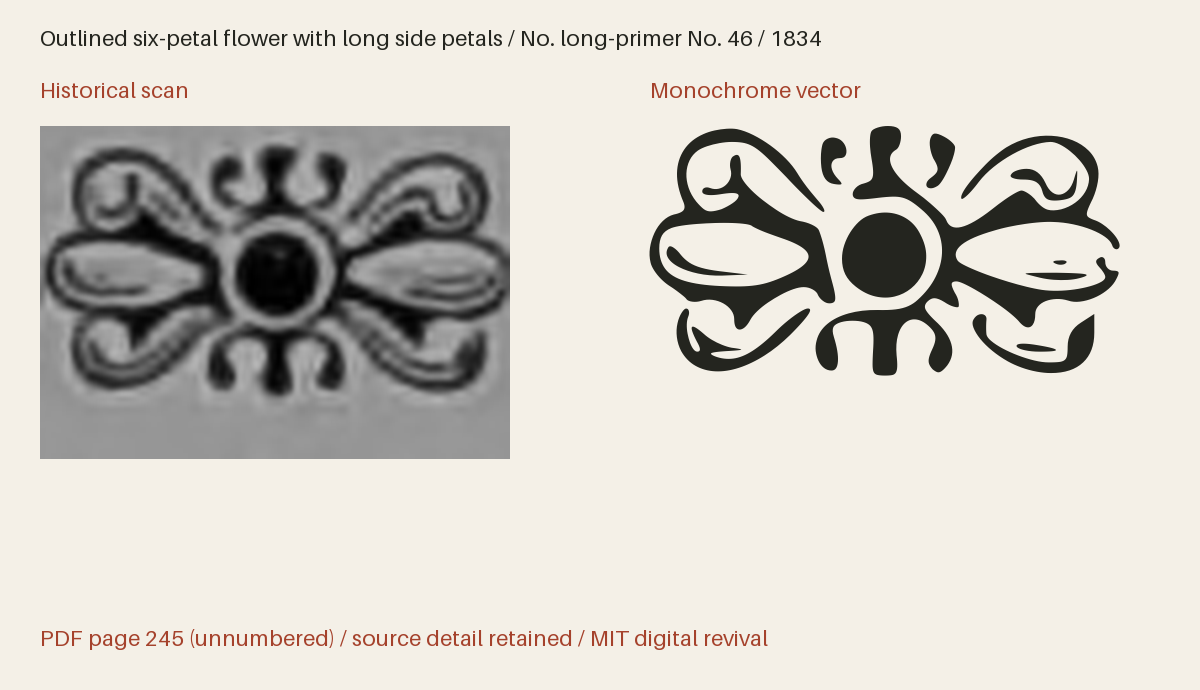 Outlined six-petal flower with long side petals / No. long-primer No. 46 / 1834
Historical scan
Monochrome vector
PDF page 245 (unnumbered) / source detail retained / MIT digital revival